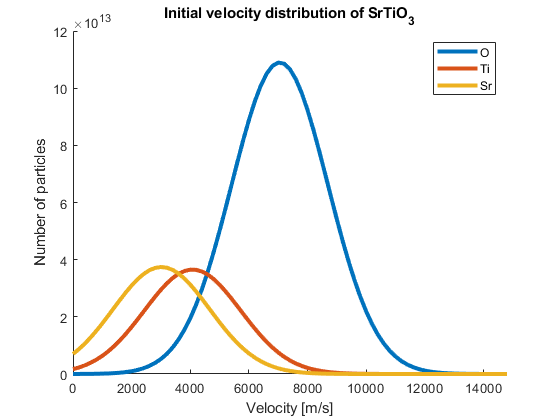 Initial velocity distribution of SrTiO3
×10^13
O
Ti
Sr
12
10
8
6
4
2
0
Number of particles
0 2000 4000 6000 8000 10000 12000 14000
Velocity [m/s]